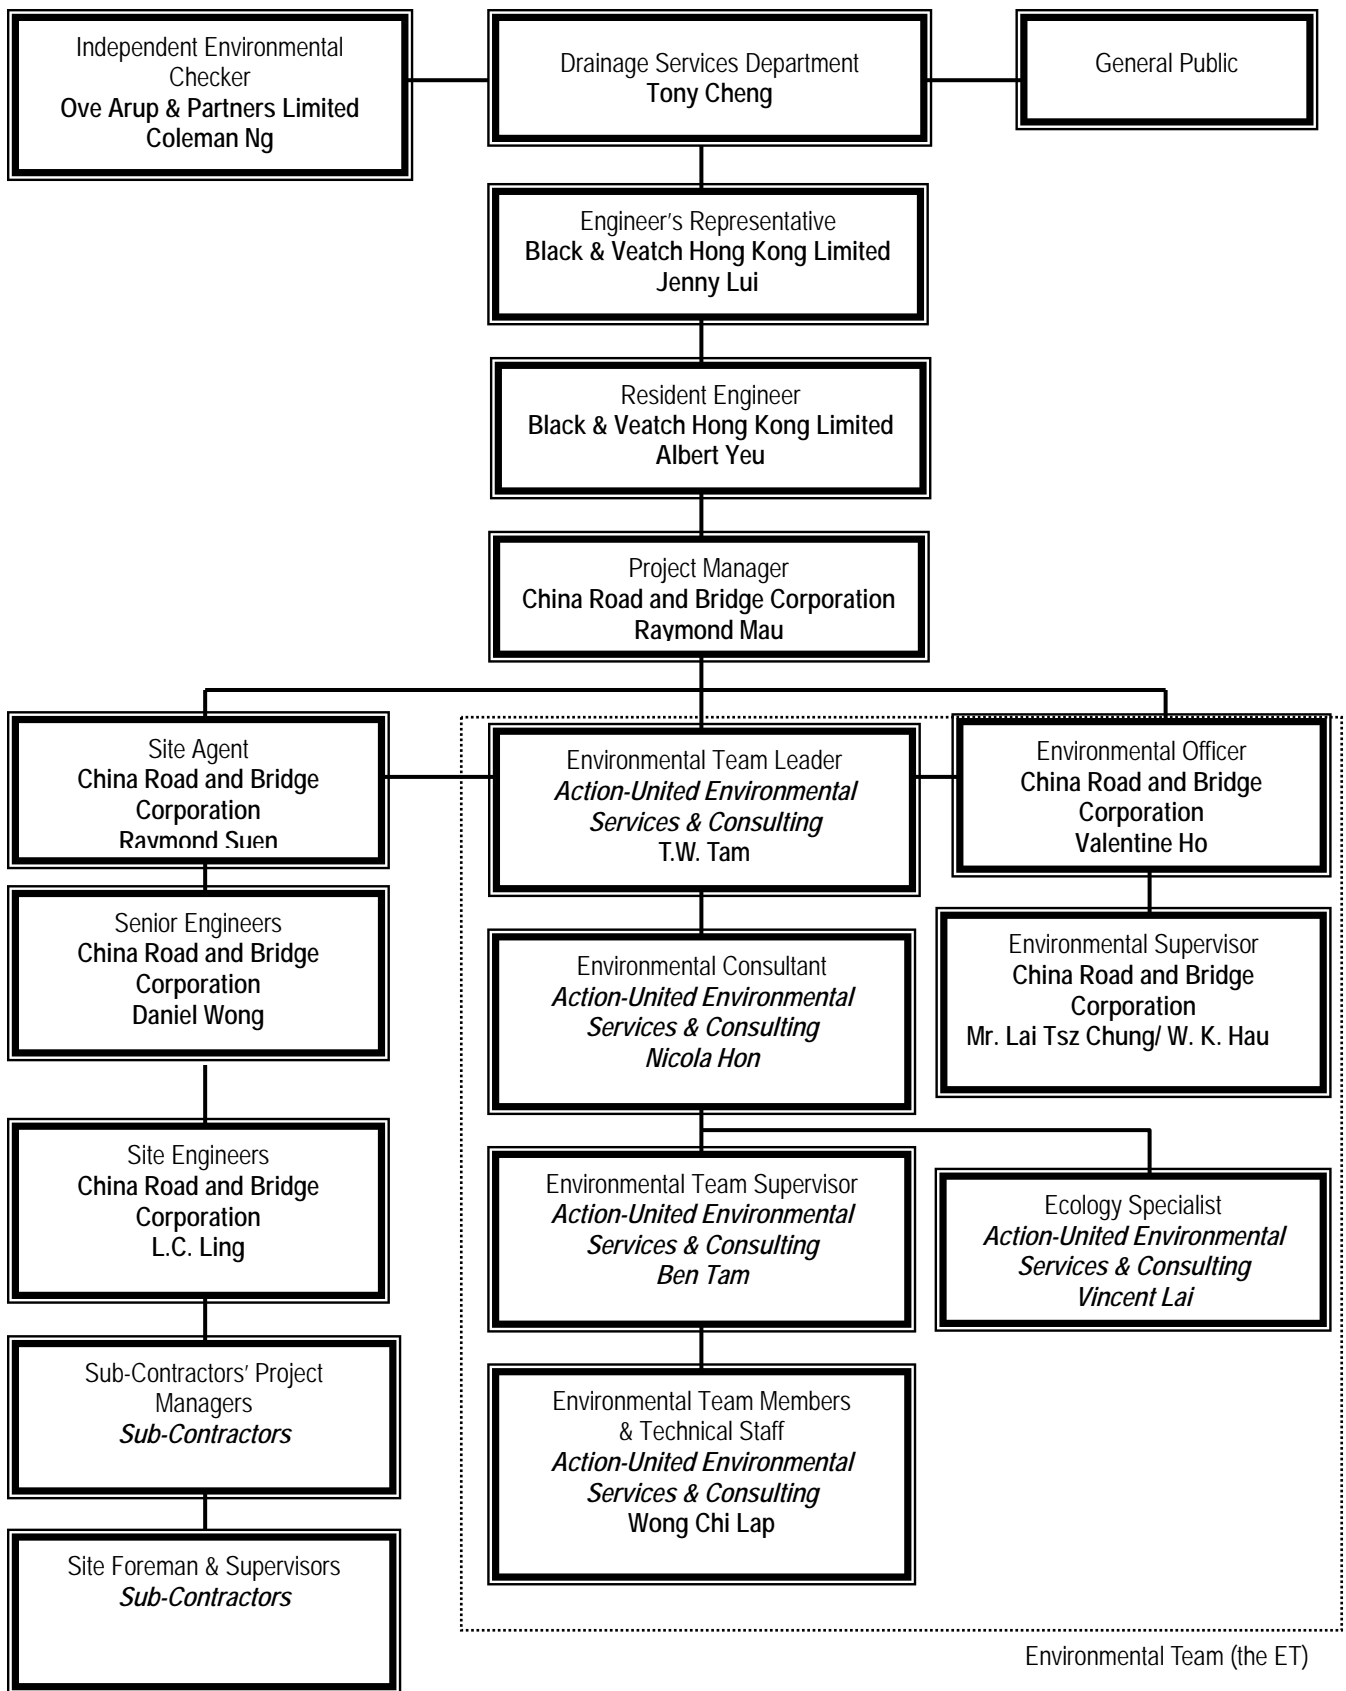 Independent Environmental
Checker
Ove Arup & Partners Limited
Coleman Ng
Drainage Services Department
Tony Cheng
General Public
Engineer's Representative
Black & Veatch Hong Kong Limited
Jenny Lui
Resident Engineer
Black & Veatch Hong Kong Limited
Albert Yeu
Project Manager
China Road and Bridge Corporation
Raymond Mau
Site Agent
China Road and Bridge
Corporation
Raymond Suen
Environmental Team Leader
Action-United Environmental
Services & Consulting
T.W. Tam
Environmental Officer
China Road and Bridge
Corporation
Valentine Ho
Senior Engineers
China Road and Bridge
Corporation
Daniel Wong
Environmental Consultant
Action-United Environmental
Services & Consulting
Nicola Hon
Environmental Supervisor
China Road and Bridge
Corporation
Mr. Lai Tsz Chung/ W. K. Hau
Site Engineers
China Road and Bridge
Corporation
L.C. Ling
Environmental Team Supervisor
Action-United Environmental
Services & Consulting
Ben Tam
Ecology Specialist
Action-United Environmental
Services & Consulting
Vincent Lai
Sub-Contractors' Project
Managers
Sub-Contractors
Environmental Team Members
& Technical Staff
Action-United Environmental
Services & Consulting
Wong Chi Lap
Site Foreman & Supervisors
Sub-Contractors
Environmental Team (the ET)